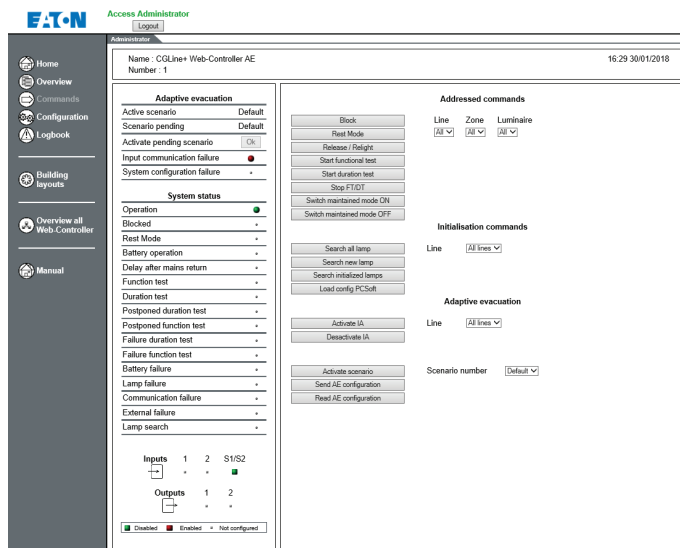 EATON
Access Administrator
Logout
Administrator
Home
Overview
Commands
Configuration
Logbook
Building
layouts
Overview all
Web-Controller
Manual
Name : CGLine+ Web-Controller AE
16:29 30/01/2018
Number : 1
Adaptive evacuation
Active scenario Default
Scenario pending Default
Activate pending scenario Ok
Input communication failure
System configuration failure
System status
Operation
Blocked
Rest Mode
Battery operation
Delay after mains return
Function test
Duration test
Postponed duration test
Postponed function test
Failure duration test
Failure function test
Battery failure
Lamp failure
Communication failure
External failure
Lamp search
Inputs 1 2 S1/S2
Outputs 1 2
Disabled Enabled Not configured
Addressed commands
Block Line Zone Luminaire
Rest Mode All All All
Release / Relight
Start functional test
Start duration test
Stop FT/DT
Switch maintained mode ON
Switch maintained mode OFF
Initialisation commands
Search all lamp Line All lines
Search new lamp
Search initialized lamps
Load config PCSoft
Adaptive evacuation
Activate IA Line All lines
Desactivate IA
Activate scenario Scenario number Default
Send AE configuration
Read AE configuration